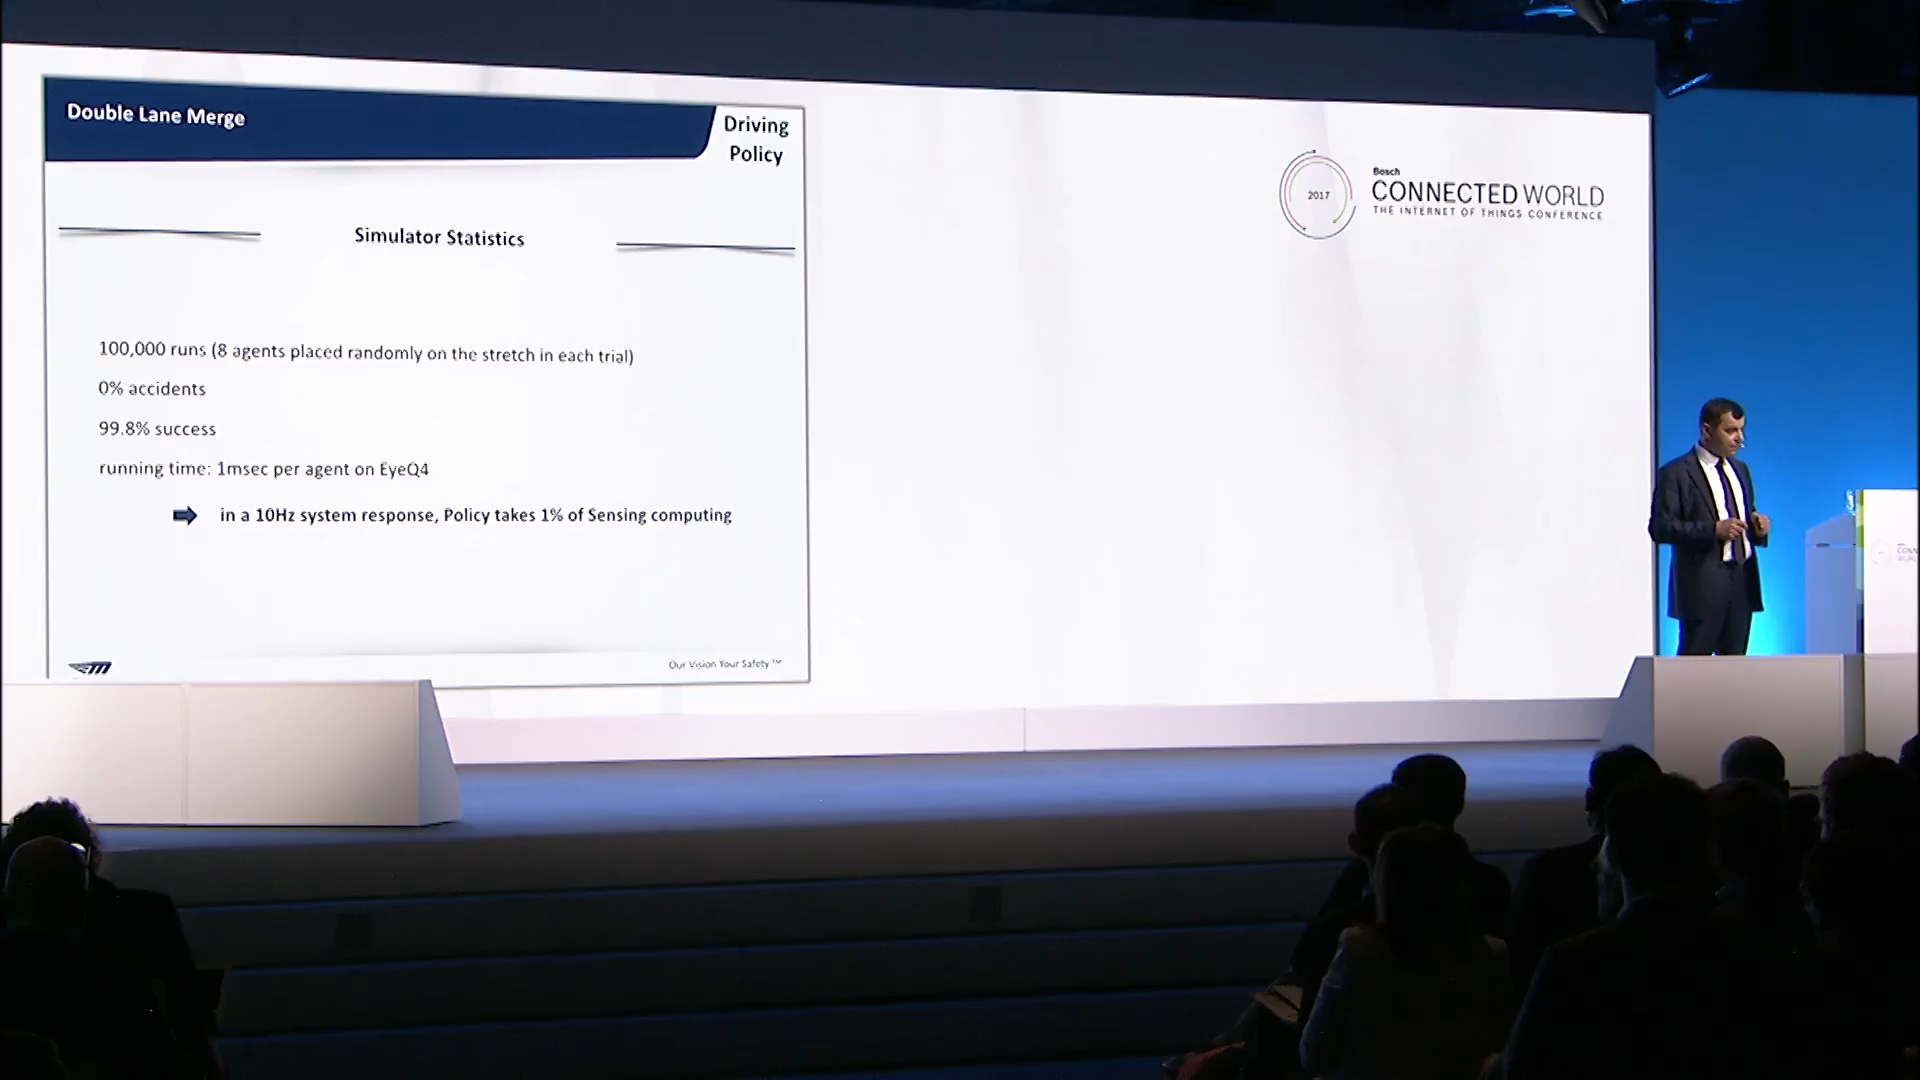 Double Lane Merge
Driving
Policy
Simulator Statistics
100,000 runs (8 agents placed randomly on the stretch in each trial)
0% accidents
99.8% success
running time: 1msec per agent on EyeQ4
in a 10Hz system response, Policy takes 1% of Sensing computing
Our Vision Your Safety ™
2017
Bosch
CONNECTED WORLD
THE INTERNET OF THINGS CONFERENCE